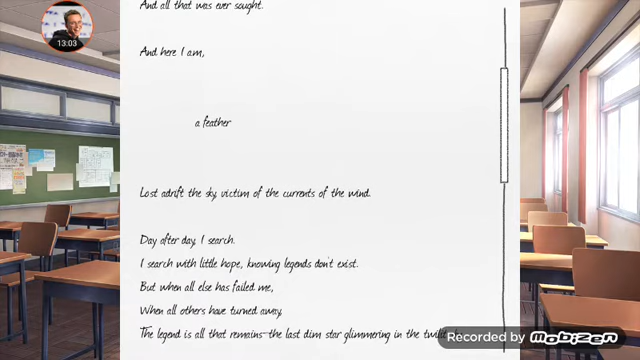 And all that was ever sought.
13:03
And here I am,
a feather
Lost adrift the sky, victim of the currents of the wind.
Day after day, I search.
I search with little hope, knowing legends don't exist.
But when all else has failed me,
When all others have turned away,
The legend is all that remains—the last dim star glimmering in the
Recorded by mobizen